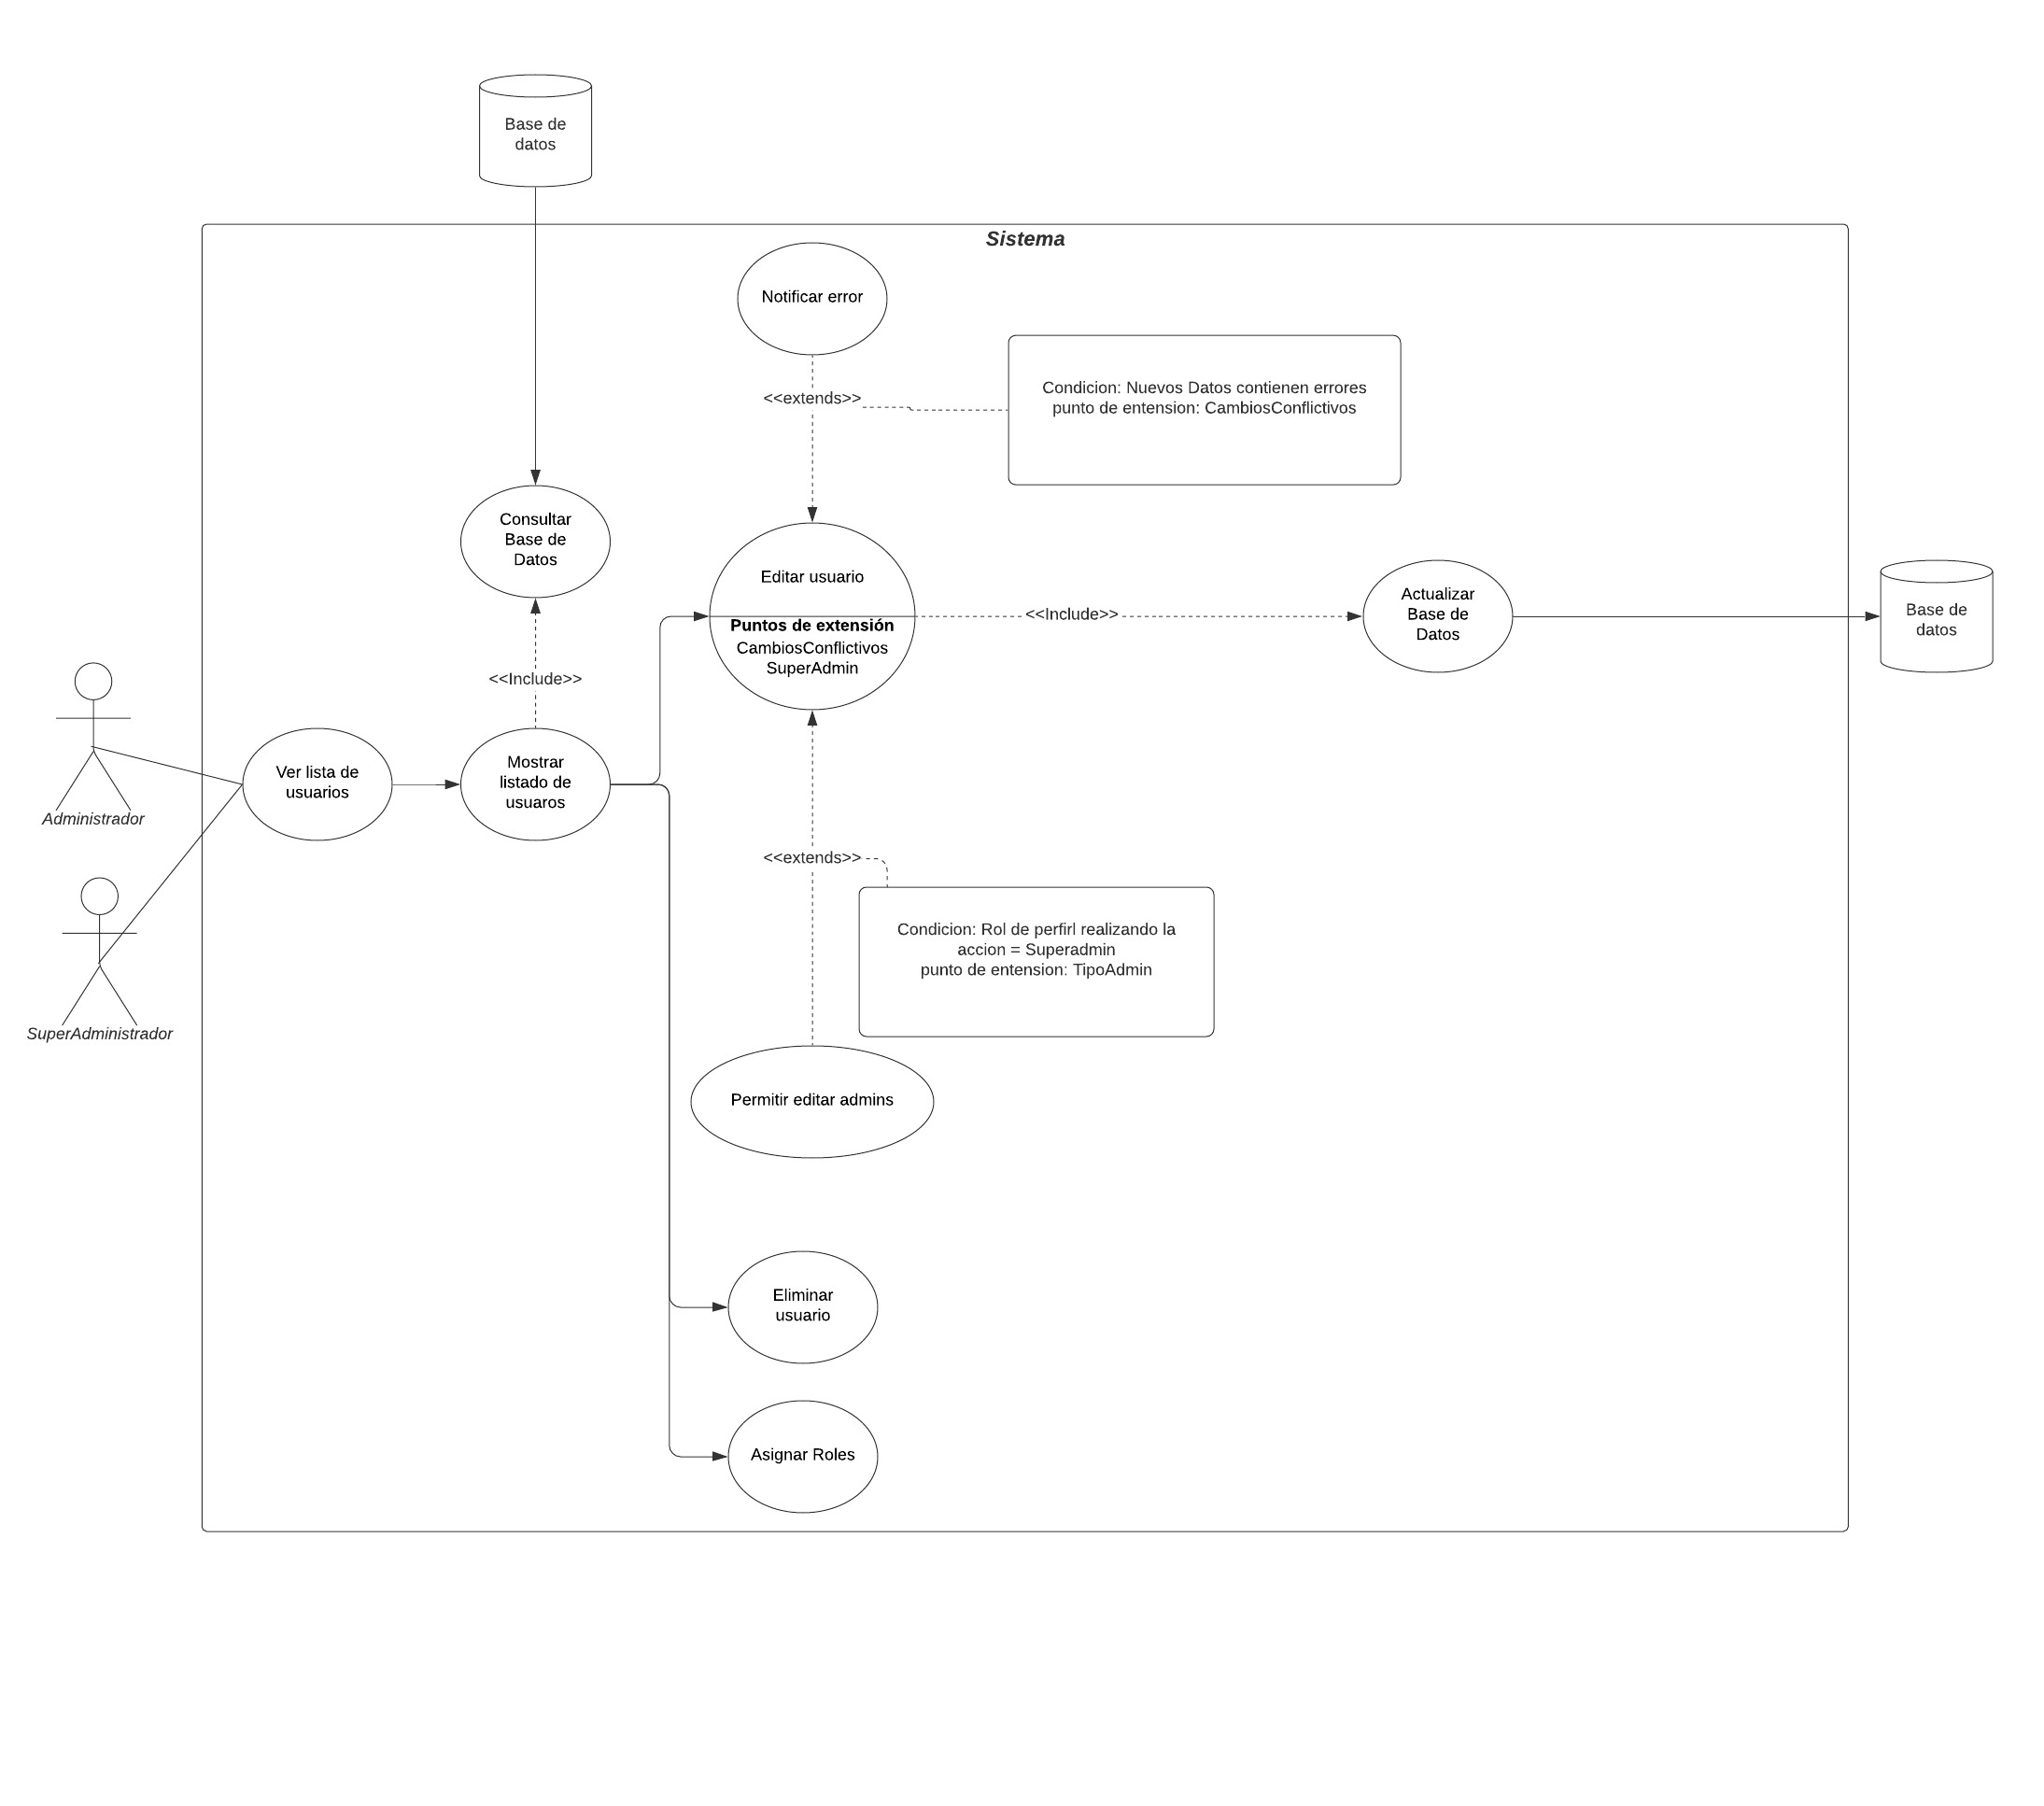 Base de
datos
Sistema
Notificar error
<<extends>>
Condicion: Nuevos Datos contienen errores
punto de entension: CambiosConflictivos
Consultar
Base de
Datos
Editar usuario
Puntos de extensión
CambiosConflictivos
SuperAdmin
<<Include>>
Actualizar
Base de
Datos
Base de
datos
<<Include>>
Administrador
Ver lista de
usuarios
Mostrar
listado de
usuaros
<<extends>>
Condicion: Rol de perfirl realizando la
accion = Superadmin
punto de entension: TipoAdmin
SuperAdministrador
Permitir editar admins
Eliminar
usuario
Asignar Roles